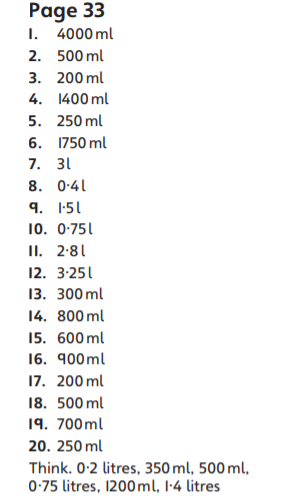 Page 33
1. 4000 ml
2. 500 ml
3. 200 ml
4. 1400 ml
5. 250 ml
6. 1750 ml
7. 3l
8. 0·4l
9. 1·5l
10. 0·75l
11. 2·8l
12. 3·25l
13. 300 ml
14. 800 ml
15. 600 ml
16. 900 ml
17. 200 ml
18. 500 ml
19. 700 ml
20. 250 ml
Think. 0·2 litres, 350 ml, 500 ml,
0·75 litres, 1200 ml, 1·4 litres